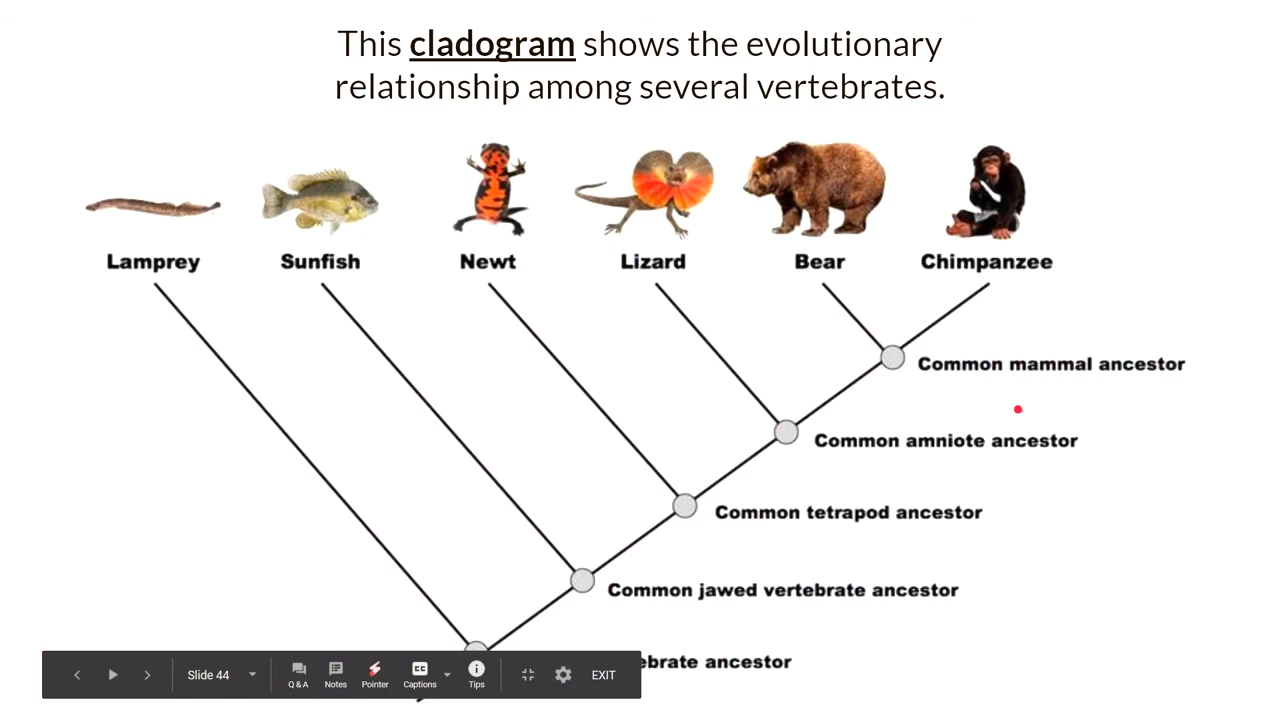 This cladogram shows the evolutionary
relationship among several vertebrates.
Lamprey Sunfish Newt Lizard Bear Chimpanzee
Common mammal ancestor
Common amniote ancestor
Common tetrapod ancestor
Common jawed vertebrate ancestor
ancestor
Slide 44
Q & A Notes Pointer CC Captions Tips EXIT